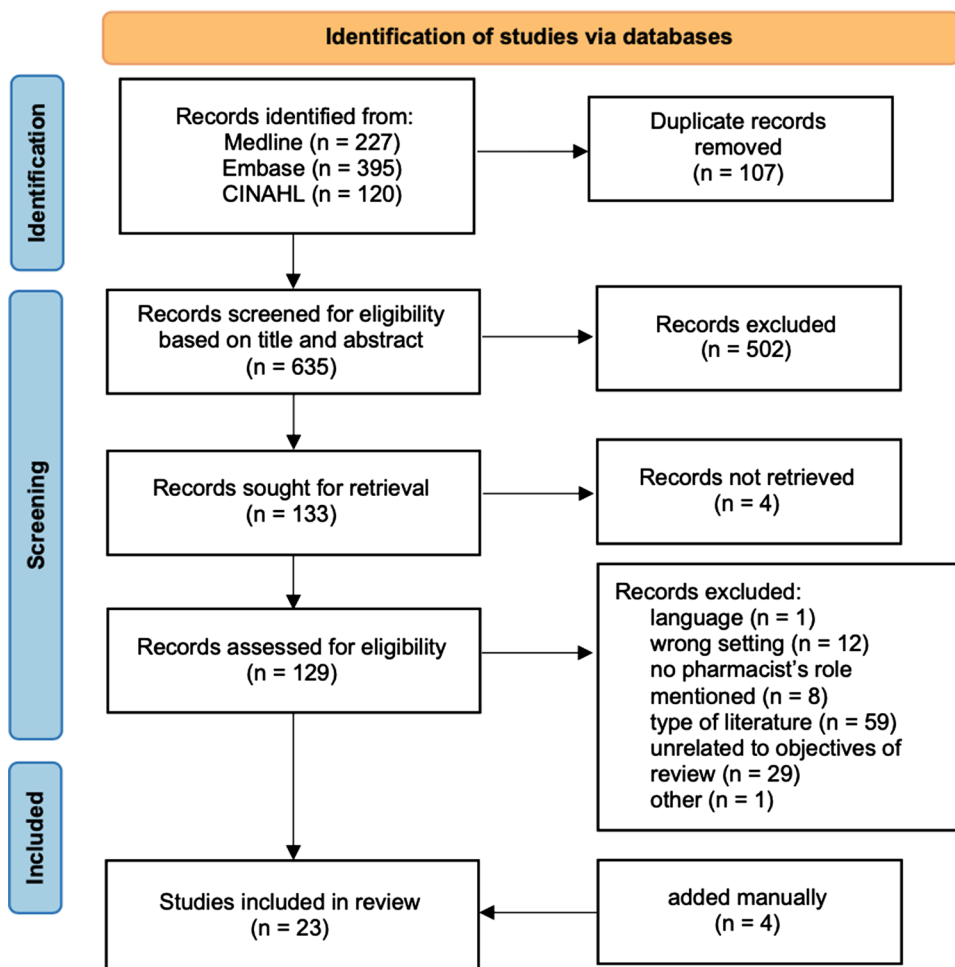 Identification of studies via databases
Identification
Records identified from:
Medline (n = 227)
Embase (n = 395)
CINAHL (n = 120)
Duplicate records
removed
(n = 107)
Screening
Records screened for eligibility
based on title and abstract
(n = 635)
Records excluded
(n = 502)
Records sought for retrieval
(n = 133)
Records not retrieved
(n = 4)
Records assessed for eligibility
(n = 129)
Records excluded:
language (n = 1)
wrong setting (n = 12)
no pharmacist's role
mentioned (n = 8)
type of literature (n = 59)
unrelated to objectives of
review (n = 29)
other (n = 1)
Included
Studies included in review
(n = 23)
added manually
(n = 4)